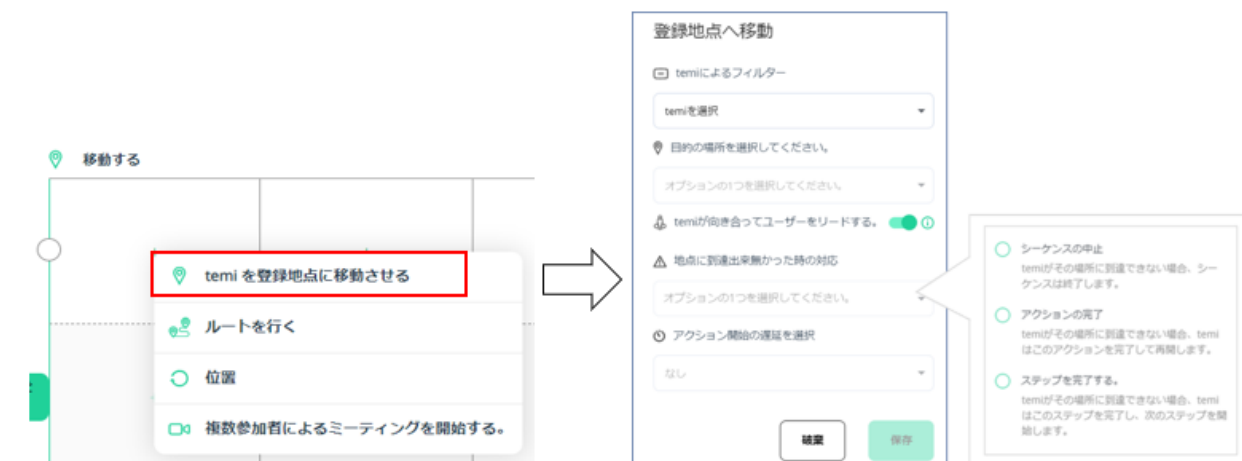 移動する
temi を登録地点に移動させる
ルートを行く
位置
複数参加者によるミーティングを開始する。
登録地点へ移動
temiによるフィルター
temiを選択
目的の場所を選択してください。
オプションの1つを選択してください。
temiが向き合ってユーザーをリードする。
地点に到達出来無かった時の対応
オプションの1つを選択してください。
アクション開始の遅延を選択
なし
破棄
保存
シーケンスの中止
temiがその場所に到達できない場合、シー
ケンスは終了します。
アクションの完了
temiがその場所に到達できない場合、temi
はこのアクションを完了して再開します。
ステップを完了する。
temiがその場所に到達できない場合、temi
はこのステップを完了し、次のステップを開
始します。